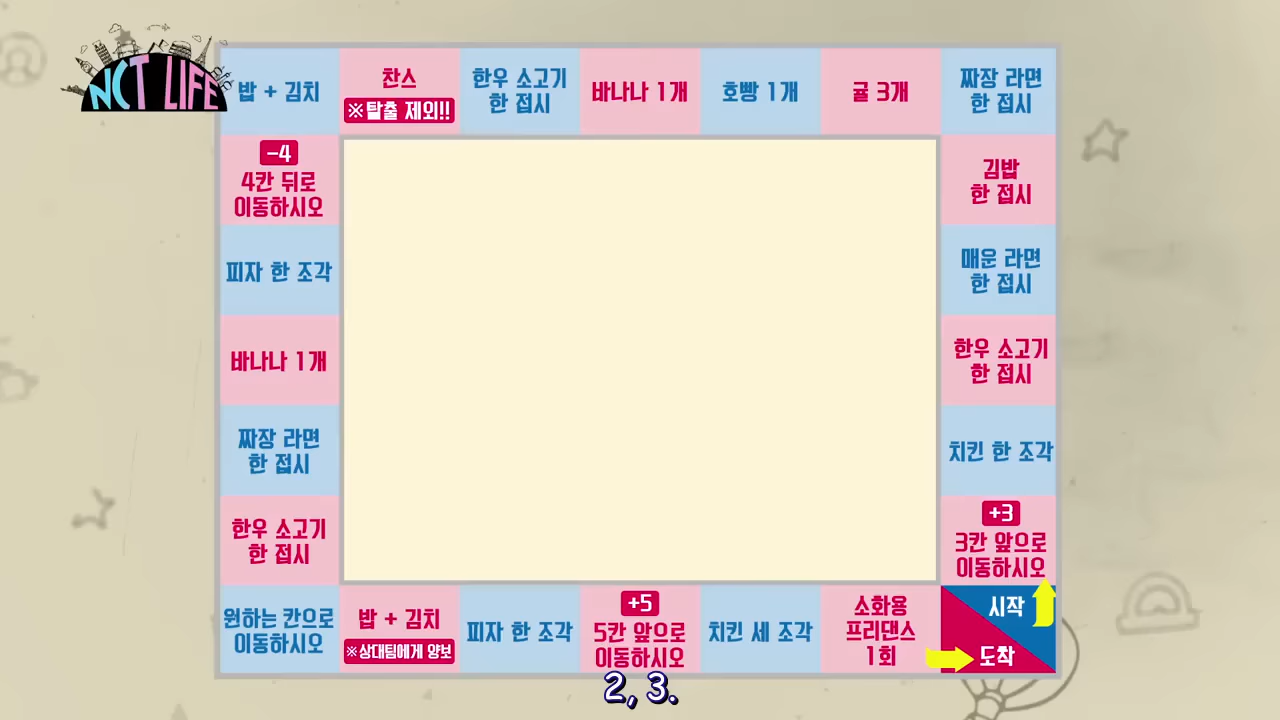 NCT LIFE
밥 + 김치
찬스
※탈출 제외!!
한우 소고기
한 접시
바나나 1개
호빵 1개
귤 3개
짜장 라면
한 접시
-4
4칸 뒤로
이동하시오
김밥
한 접시
피자 한 조각
매운 라면
한 접시
바나나 1개
한우 소고기
한 접시
짜장 라면
한 접시
치킨 한 조각
한우 소고기
한 접시
+3
3칸 앞으로
이동하시오
원하는 칸으로
이동하시오
밥 + 김치
※상대팀에게 양보
피자 한 조각
+5
5칸 앞으로
이동하시오
치킨 세 조각
소화용
프리댄스
1회
시작
도착
2, 3.